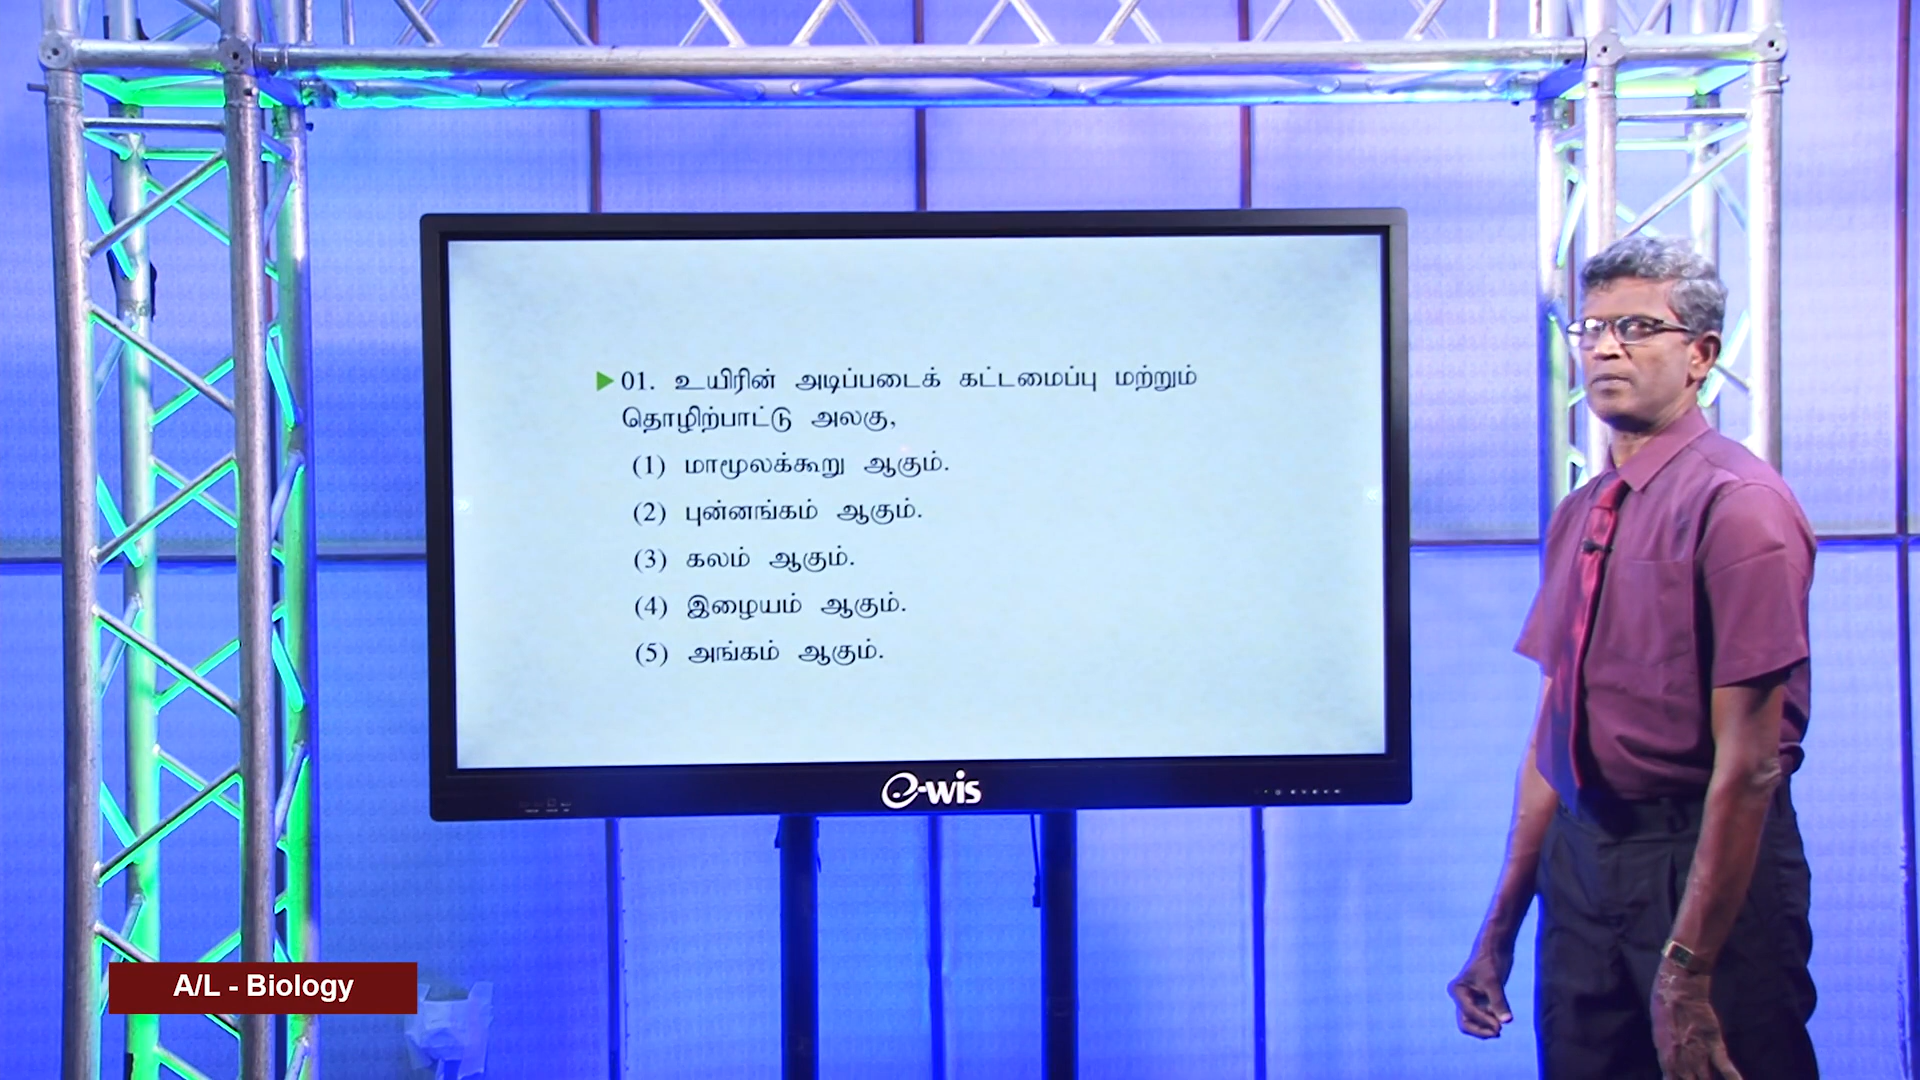 01. உயிரின் அடிப்படைக் கட்டமைப்பு மற்றும்
தொழிற்பாட்டு அலகு,
(1) மாமூலக்கூறு ஆகும்.
(2) புன்னங்கம் ஆகும்.
(3) கலம் ஆகும்.
(4) இழையம் ஆகும்.
(5) அங்கம் ஆகும்.
e-wis
A/L - Biology